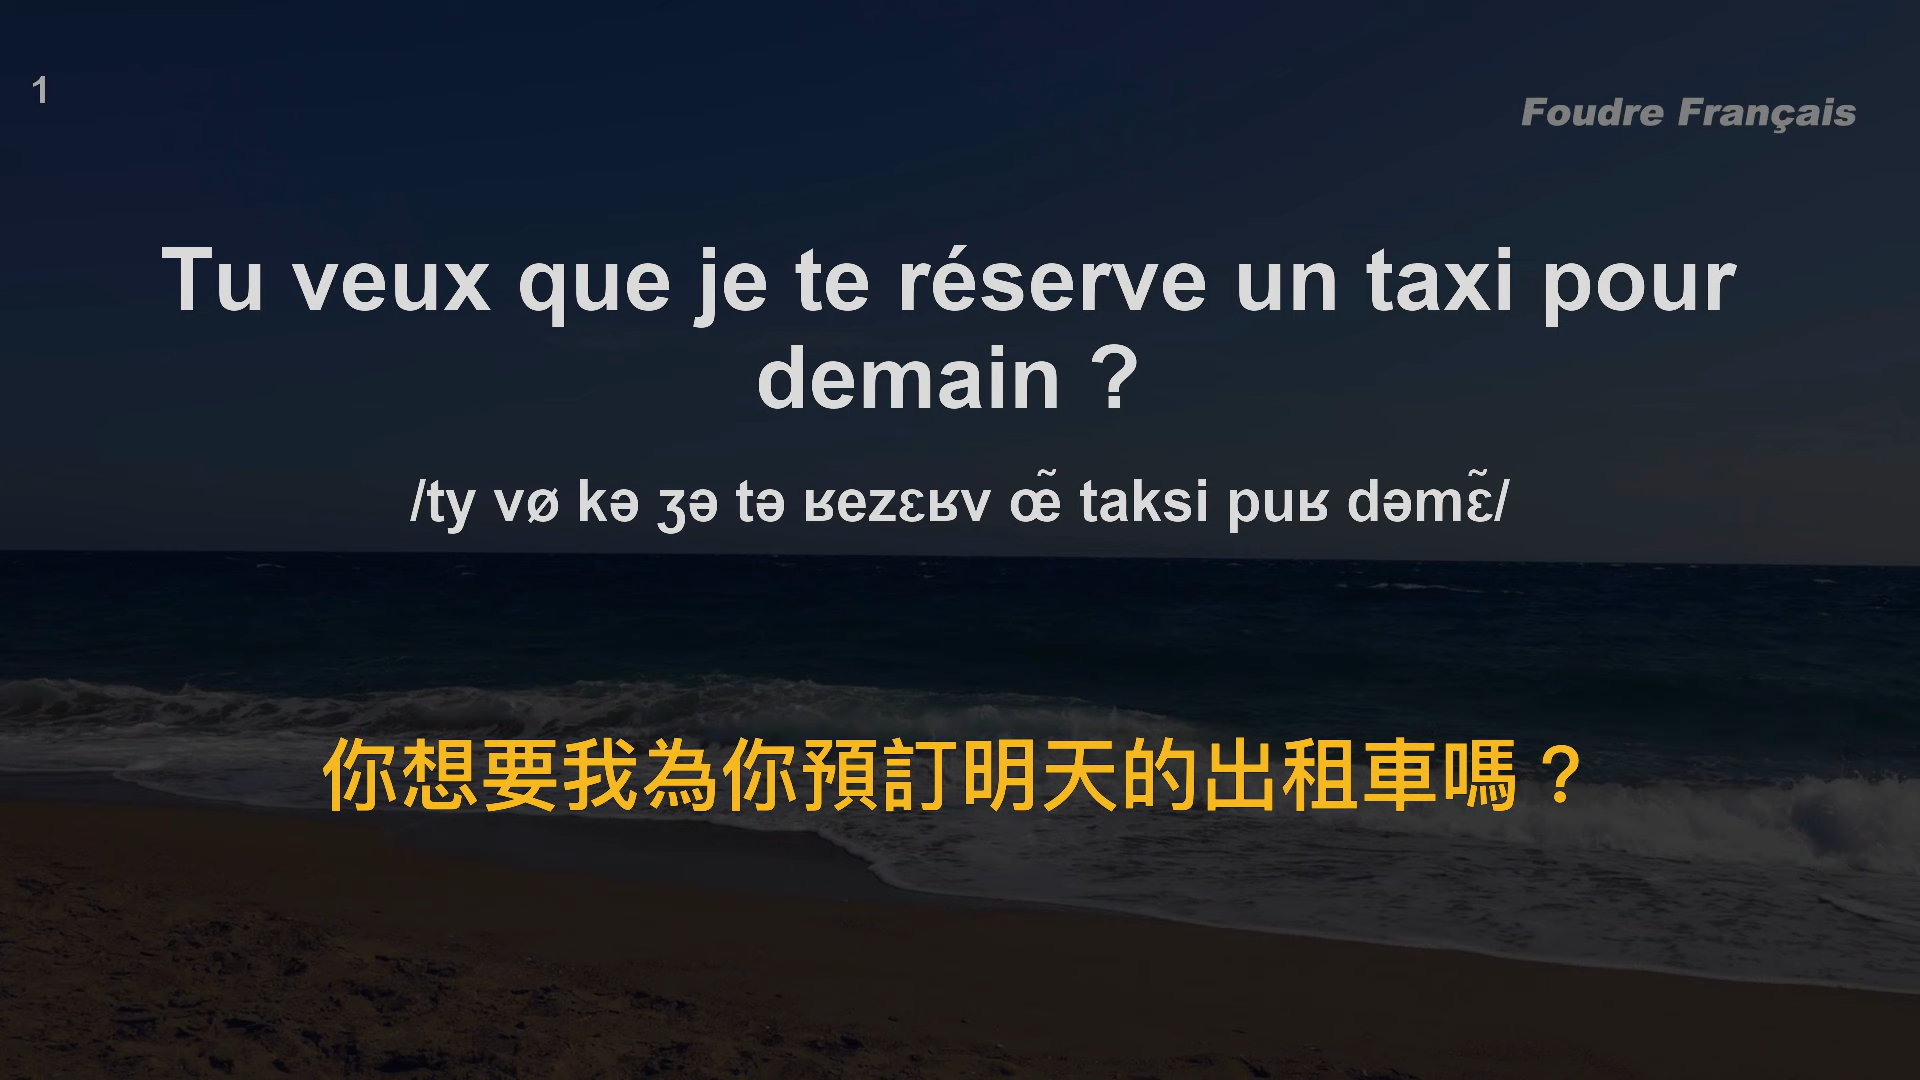 1
Foudre Français
Tu veux que je te réserve un taxi pour
demain ?
/ty vø kə ʒə tə ʁezɛʁv œ̃ taksi puʁ dəmɛ̃/
你想要我為你預訂明天的出租車嗎？